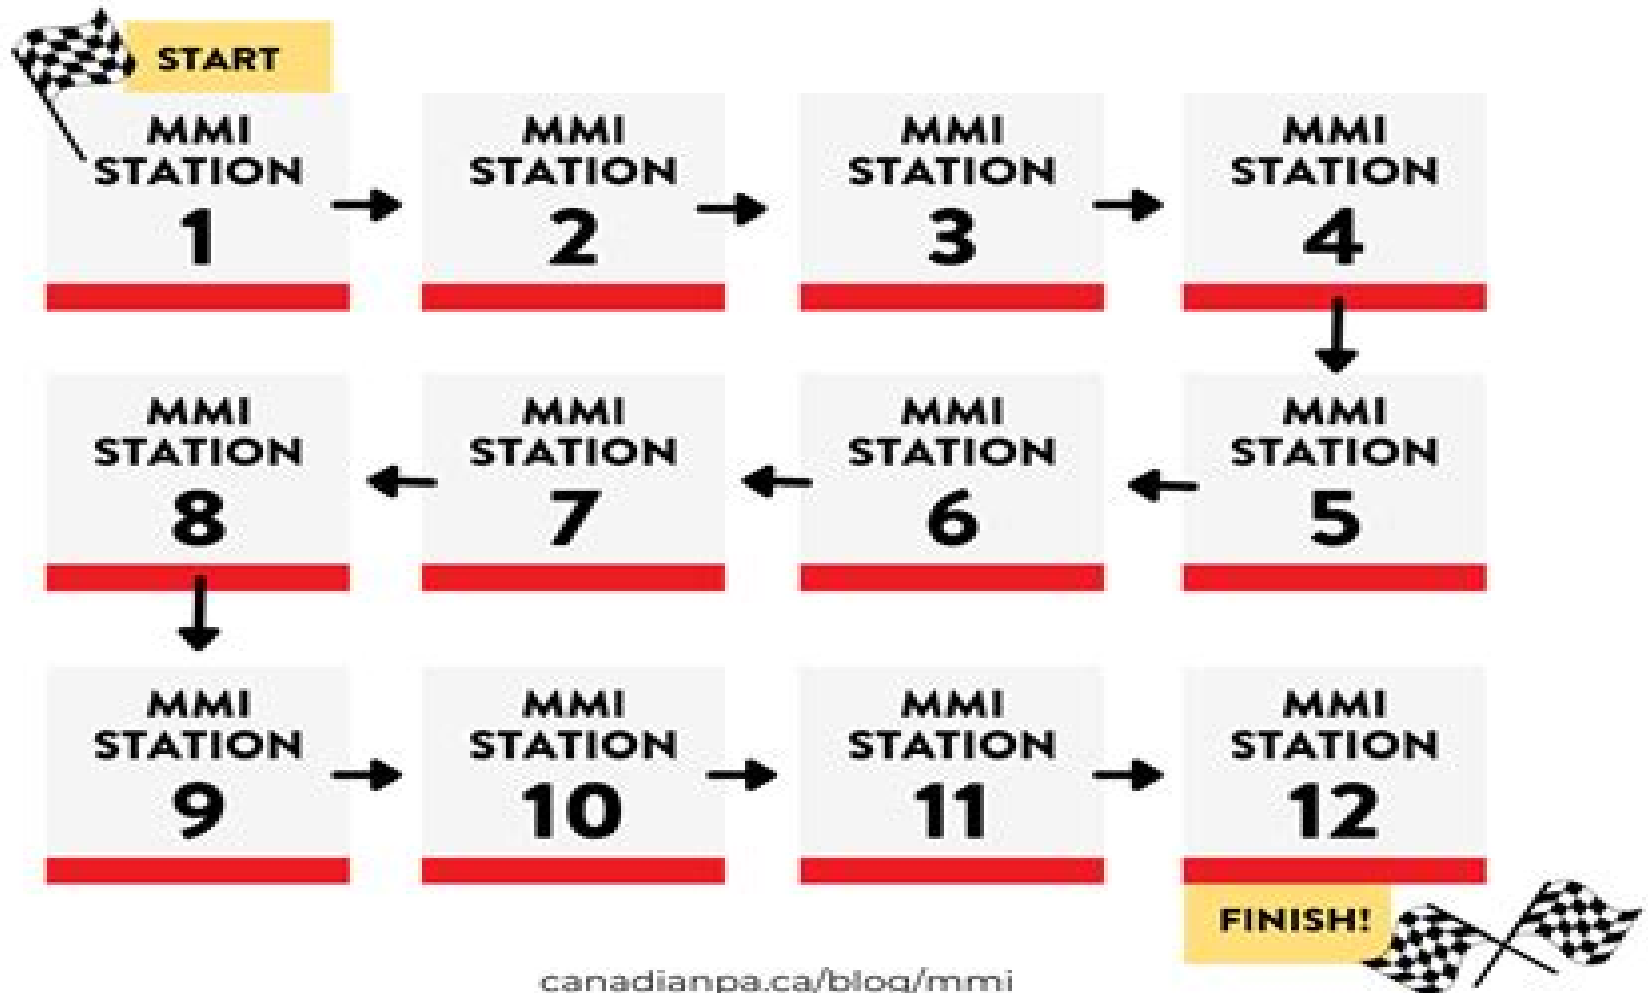 START
MMI
STATION
1
MMI
STATION
2
MMI
STATION
3
MMI
STATION
4
MMI
STATION
5
MMI
STATION
6
MMI
STATION
7
MMI
STATION
8
MMI
STATION
9
MMI
STATION
10
MMI
STATION
11
MMI
STATION
12
FINISH!
canadianpa.ca/blog/mmi